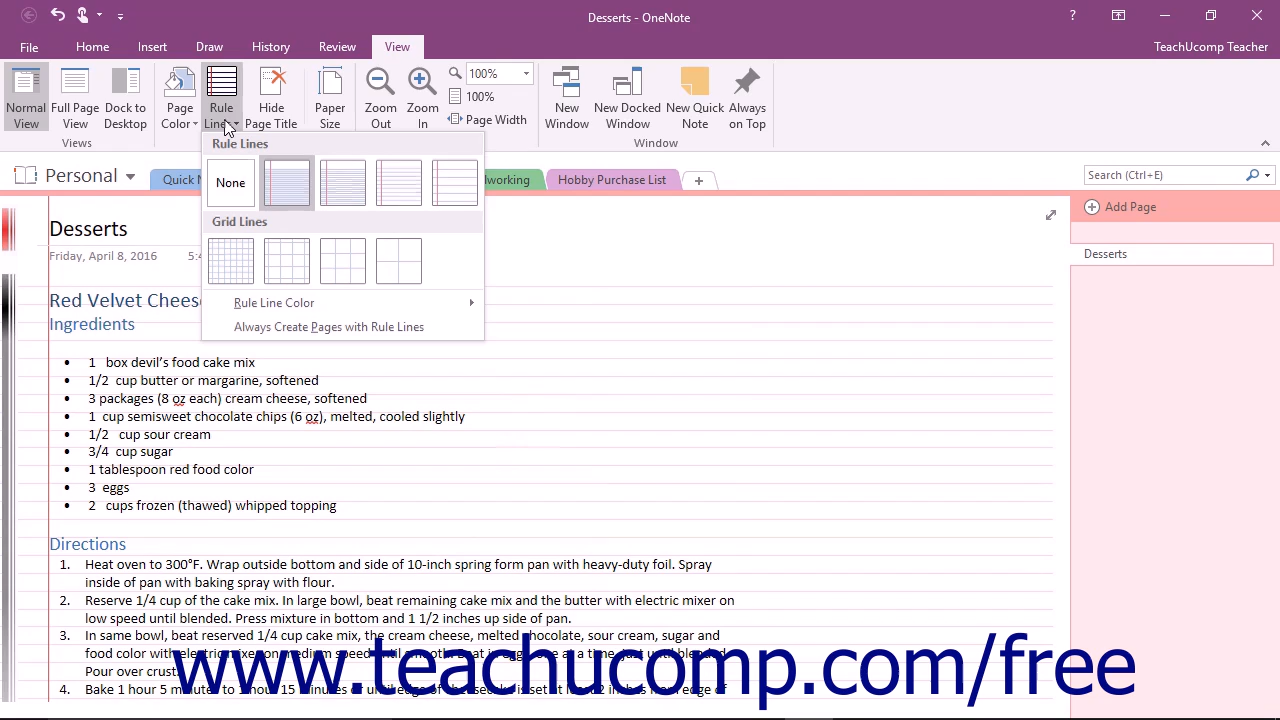 Desserts - OneNote
?
File Home Insert Draw History Review View TeachUcomp Teacher
Normal View
Full Page View
Dock to Desktop
Page Color
Rule Lines
Hide Page Title
Paper Size
Zoom Out
Zoom In
100%
100%
Page Width
New Window
New Docked Window
New Quick Note
Always on Top
Views Window
Rule Lines
None
Grid Lines
Rule Line Color
Always Create Pages with Rule Lines
Personal Quick Hobby Purchase List + Search (Ctrl+E)
Add Page
Desserts
Desserts
Friday, April 8, 2016
Red Velvet
Ingredients
• 1 box devil’s food cake mix
• 1/2 cup butter or margarine, softened
• 3 packages (8 oz each) cream cheese, softened
• 1 cup semisweet chocolate chips (6 oz), melted, cooled slightly
• 1/2 cup sour cream
• 3/4 cup sugar
• 1 tablespoon red food color
• 3 eggs
• 2 cups frozen (thawed) whipped topping
Directions
1. Heat oven to 300°F. Wrap outside bottom and side of 10-inch spring form pan with heavy-duty foil. Spray
inside of pan with baking spray with flour.
2. Reserve 1/4 cup of the cake mix. In large bowl, beat remaining cake mix and the butter with electric mixer on
low speed until blended. Press mixture in bottom and 1 1/2 inches up side of pan.
3. In same bowl, beat reserved 1/4 cup cake mix, the cream cheese, melted chocolate, sour cream, sugar and
food color with
Pour over crust.
4. Bake 1 hour 5 minutes to 1 hour 15 minutes or until edge of
www.teachucomp.com/free